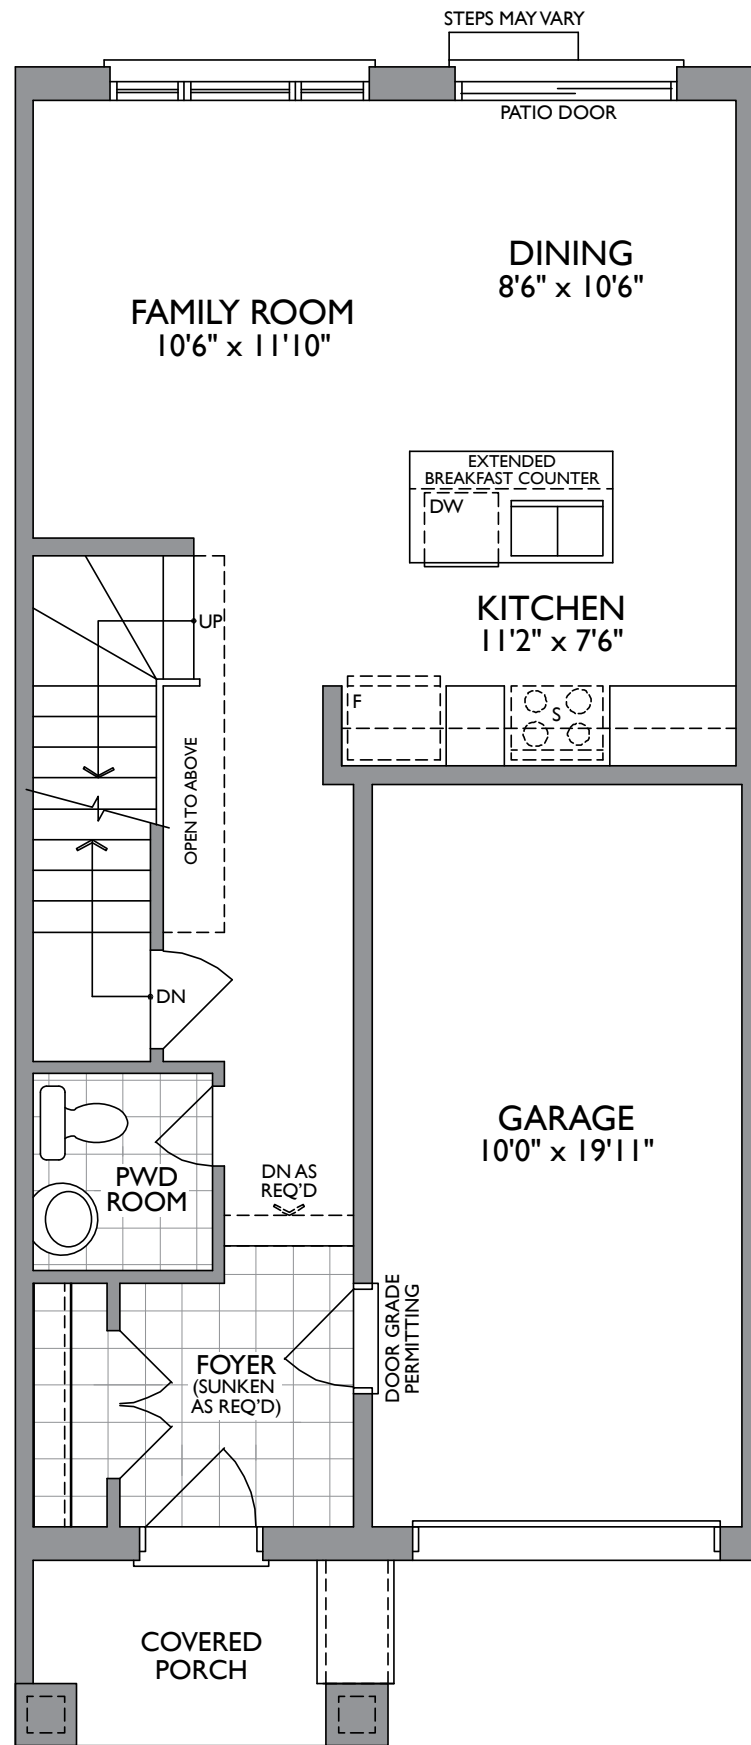 STEPS MAY VARY
PATIO DOOR
DINING
8'6" x 10'6"
FAMILY ROOM
10'6" x 11'10"
EXTENDED
BREAKFAST COUNTER
DW
KITCHEN
11'2" x 7'6"
UP
F
S
OPEN TO ABOVE
DN
GARAGE
10'0" x 19'11"
PWD
ROOM
DN AS
REQ'D
DOOR GRADE
PERMITTING
FOYER
(SUNKEN
AS REQ'D)
COVERED
PORCH